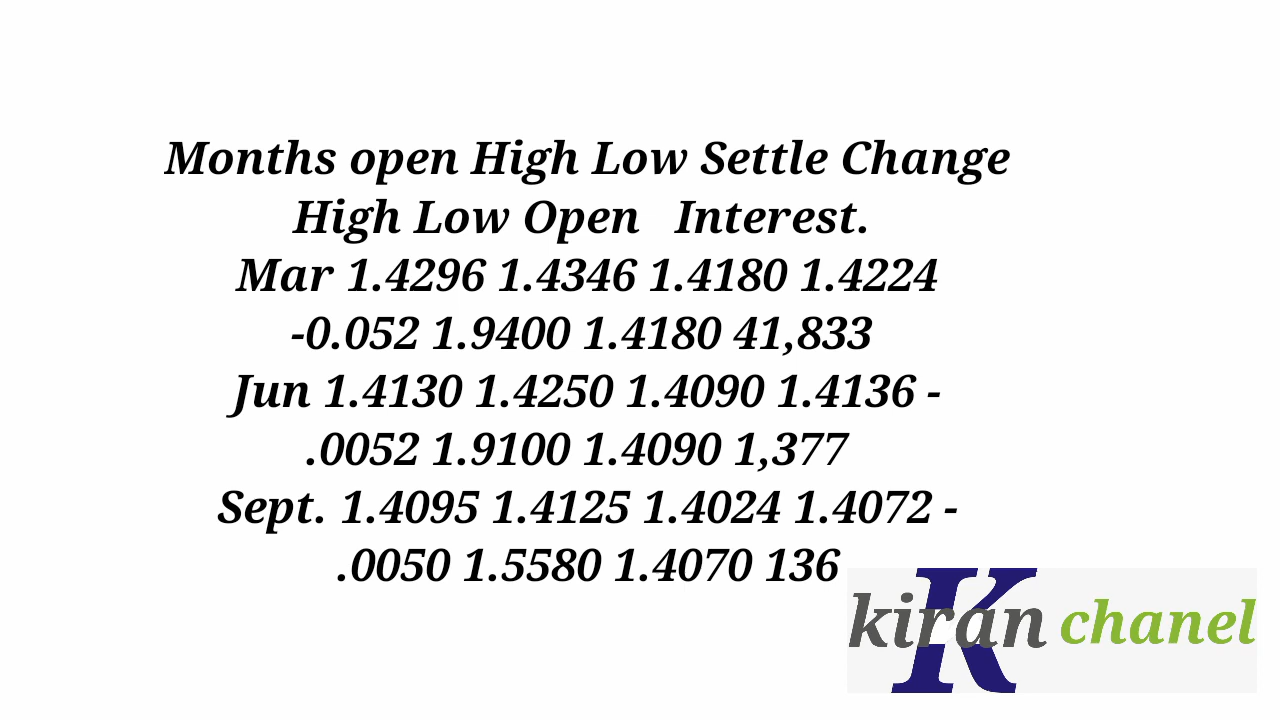 Months open High Low Settle Change
High Low Open Interest.
Mar 1.4296 1.4346 1.4180 1.4224
-0.052 1.9400 1.4180 41,833
Jun 1.4130 1.4250 1.4090 1.4136 -
.0052 1.9100 1.4090 1,377
Sept. 1.4095 1.4125 1.4024 1.4072 -
.0050 1.5580 1.4070 136
K
kiran chanel